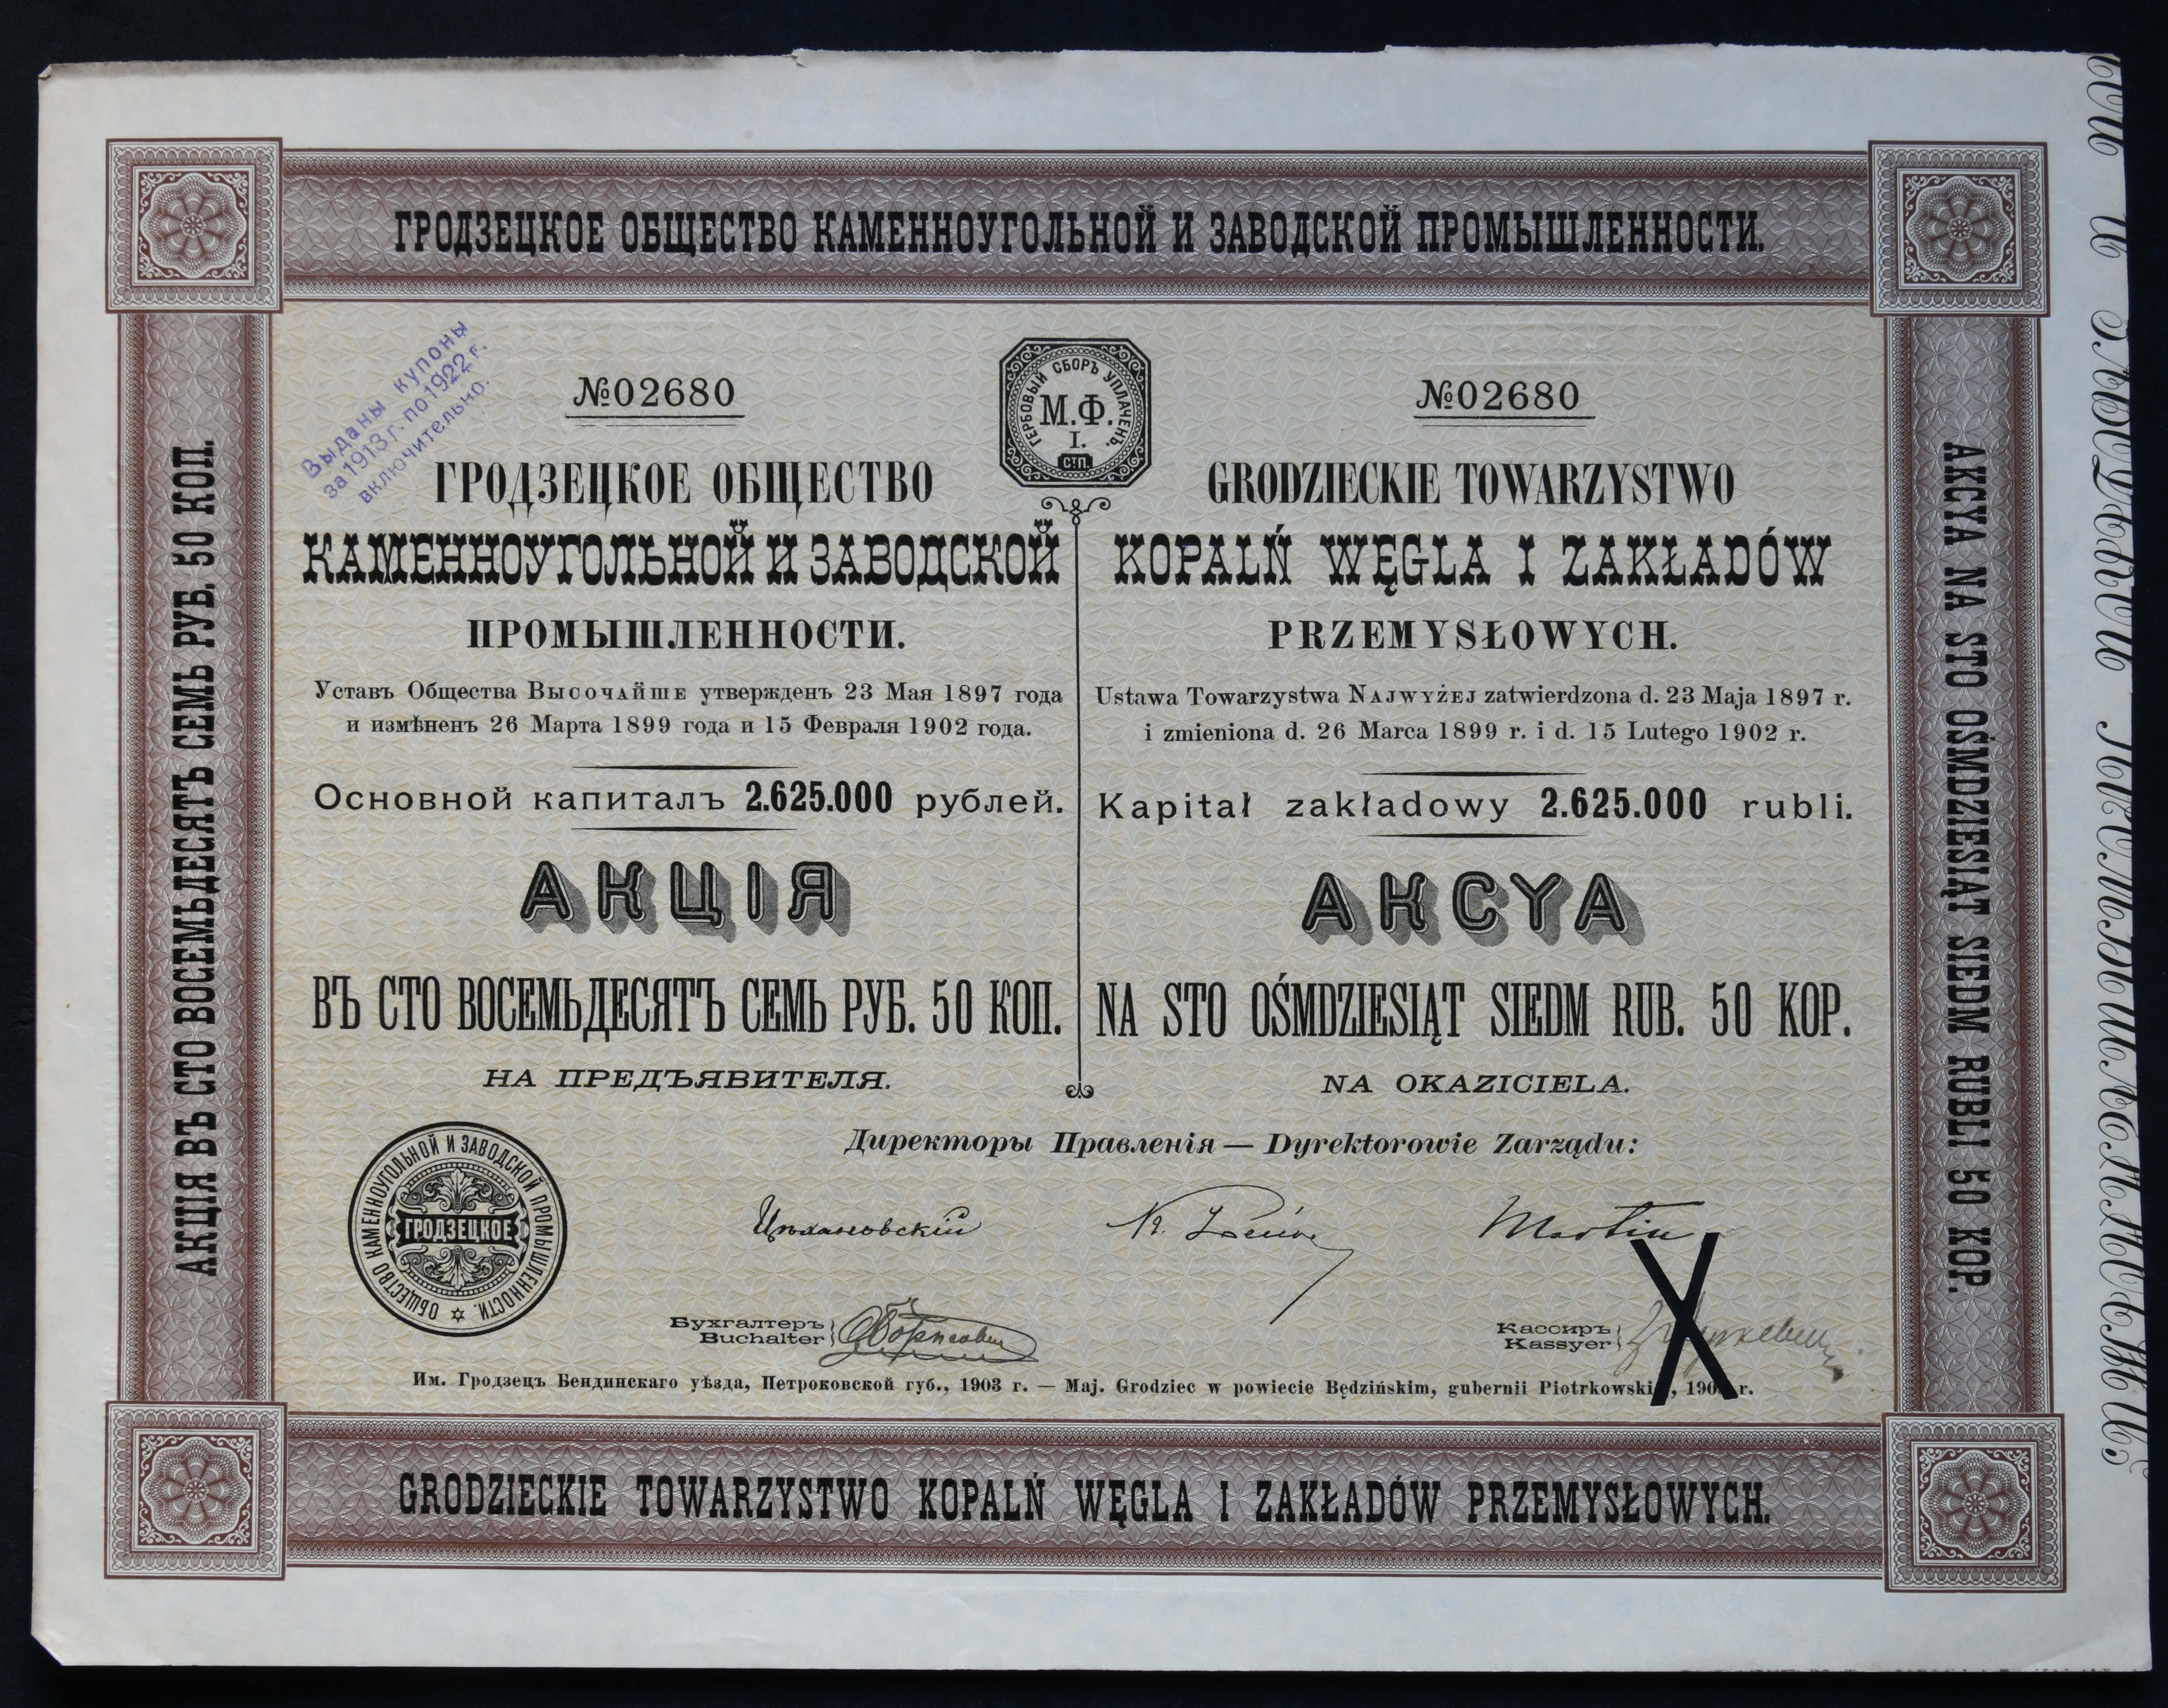 ГРОДЗЕЦКОЕ ОБЩЕСТВО КАМЕННОУГОЛЬНОЙ И ЗАВОДСКОЙ ПРОМЫШЛЕННОСТИ.
АКЦІЯ ВЪ СТО ВОСЕМЬДЕСЯТЪ СЕМЬ РУБ. 50 КОП.
Выданы купоны
за 1913 г. по 1922 г.
включительно.
№02680
ГРОДЗЕЦКОЕ ОБЩЕСТВО
КАМЕННОУГОЛЬНОЙ И ЗАВОДСКОЙ
ПРОМЫШЛЕННОСТИ.
Уставъ Общества Высочайше утвержденъ 23 Мая 1897 года
и измѣненъ 26 Марта 1899 года и 15 Февраля 1902 года.
Основной капиталъ 2.625.000 рублей.
АКЦІЯ
ВЪ СТО ВОСЕМЬДЕСЯТЪ СЕМЬ РУБ. 50 КОП.
НА ПРЕДЪЯВИТЕЛЯ.
ГЕРБОВЫЙ СБОРЪ УПЛАЧЕНЪ.
М.Ф.
I.
СТП.
№02680
GRODZIECKIE TOWARZYSTWO
KOPALŃ WĘGLA I ZAKŁADÓW
PRZEMYSŁOWYCH.
Ustawa Towarzystwa Najwyżej zatwierdzona d. 23 Maja 1897 r.
i zmieniona d. 26 Marca 1899 r. i d. 15 Lutego 1902 r.
Kapitał zakładowy 2.625.000 rubli.
AKCYA
NA STO OŚMDZIESIĄT SIEDM RUB. 50 KOP.
NA OKAZICIELA.
AKCYA NA STO OŚMDZIESIĄT SIEDM RUBLI 50 KOP.
Директоры Правленія — Dyrektorowie Zarządu:
ОБЩЕСТВО КАМЕННОУГОЛЬНОЙ И ЗАВОДСКОЙ ПРОМЫШЛЕННОСТИ.
ГРОДЗЕЦКОЕ
Martin
Бухгалтеръ
Buchalter
Кассиръ
Kassyer
Им. Гродзецъ Бендинскаго уѣзда, Петроковской губ., 1903 г. — Maj. Grodziec w powiecie Będzińskim, gubernii Piotrkowskiej, 1903 r.
GRODZIECKIE TOWARZYSTWO KOPALŃ WĘGLA I ZAKŁADÓW PRZEMYSŁOWYCH.